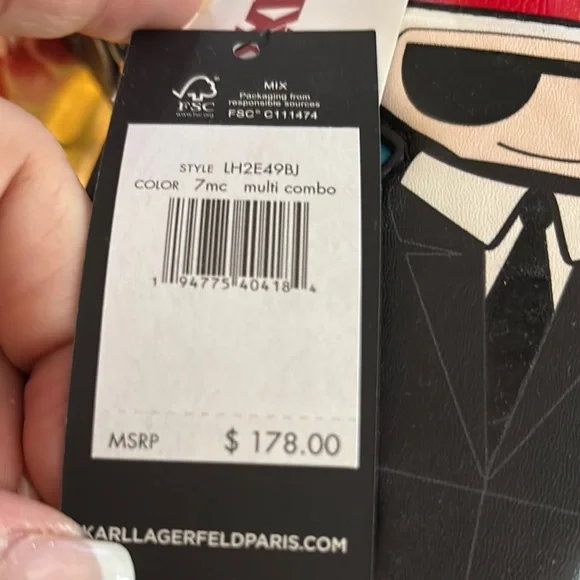 FSC
www.fsc.org
MIX
Packaging from
responsible sources
FSC® C111474
STYLE LH2E49BJ
COLOR 7mc multi combo
1 94775 40418 4
MSRP $ 178.00
KARLLAGERFELDPARIS.COM